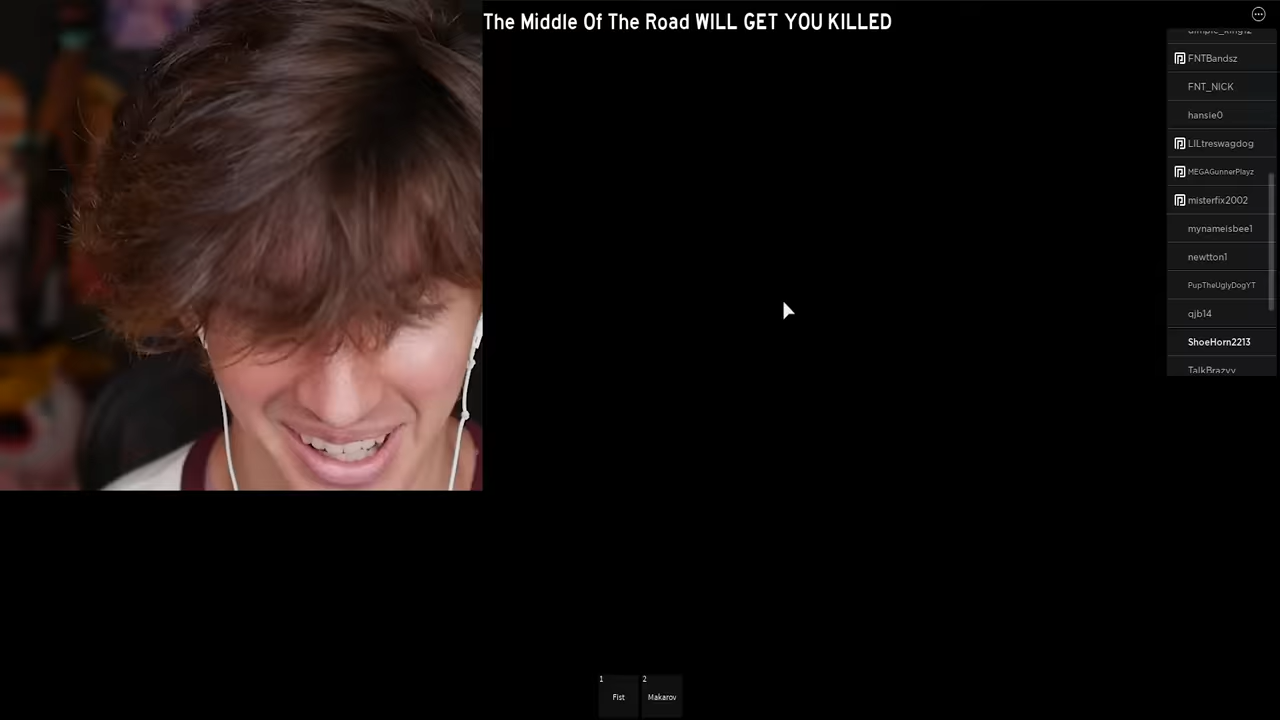 The Middle Of The Road WILL GET YOU KILLED
FNTBandsz
FNT_NICK
hansie0
LILtreswagdog
MEGAGunnerPlayz
misterfix2002
mynameisbee1
newtton1
PupTheUglyDogYT
qjb14
ShoeHorn2213
TalkBrazyy
1
2
Fist
Makarov